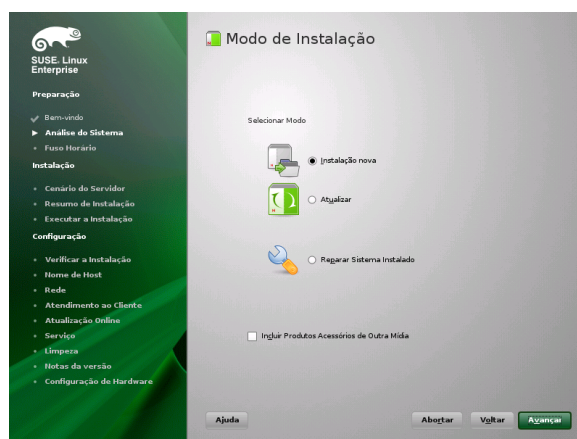 SUSE. Linux
Enterprise
Preparação
Bem-vindo
Análise do Sistema
Fuso Horário
Instalação
Cenário do Servidor
Resumo de Instalação
Executar a Instalação
Configuração
Verificar a Instalação
Nome de Host
Rede
Atendimento ao Cliente
Atualização Online
Serviço
Limpeza
Notas da versão
Configuração de Hardware
Modo de Instalação
Selecionar Modo
Instalação nova
Atualizar
Reparar Sistema Instalado
Incluir Produtos Acessórios de Outra Mídia
Ajuda
Abortar
Voltar
Avançar